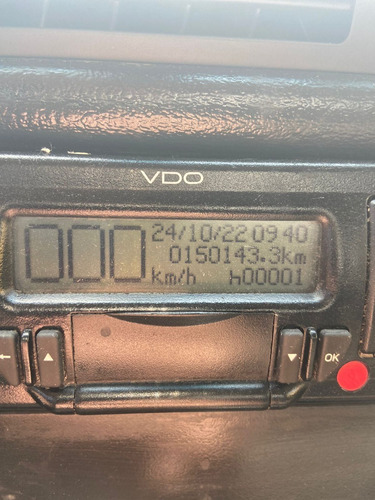 VDO
24/10/22 09 40
000
0150143.3km
km/h h00001
OK